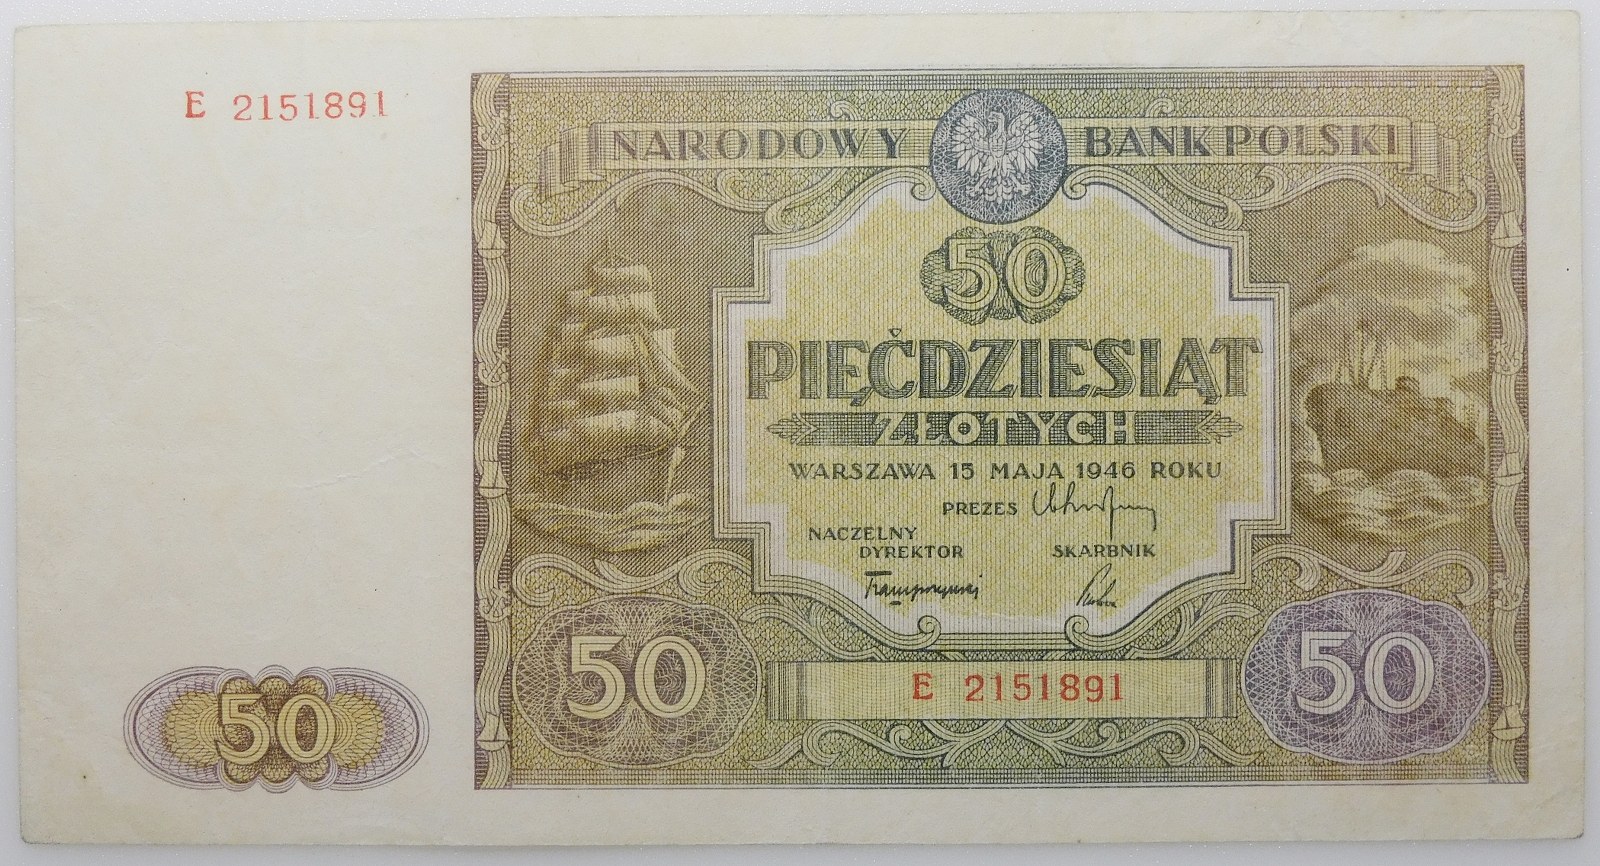 E 2151891
NARODOWY BANK POLSKI
50
PIĘĆDZIESIĄT
ZŁOTYCH
WARSZAWA 15 MAJA 1946 ROKU
PREZES
NACZELNY
DYREKTOR
SKARBNIK
50
E 2151891
50
50